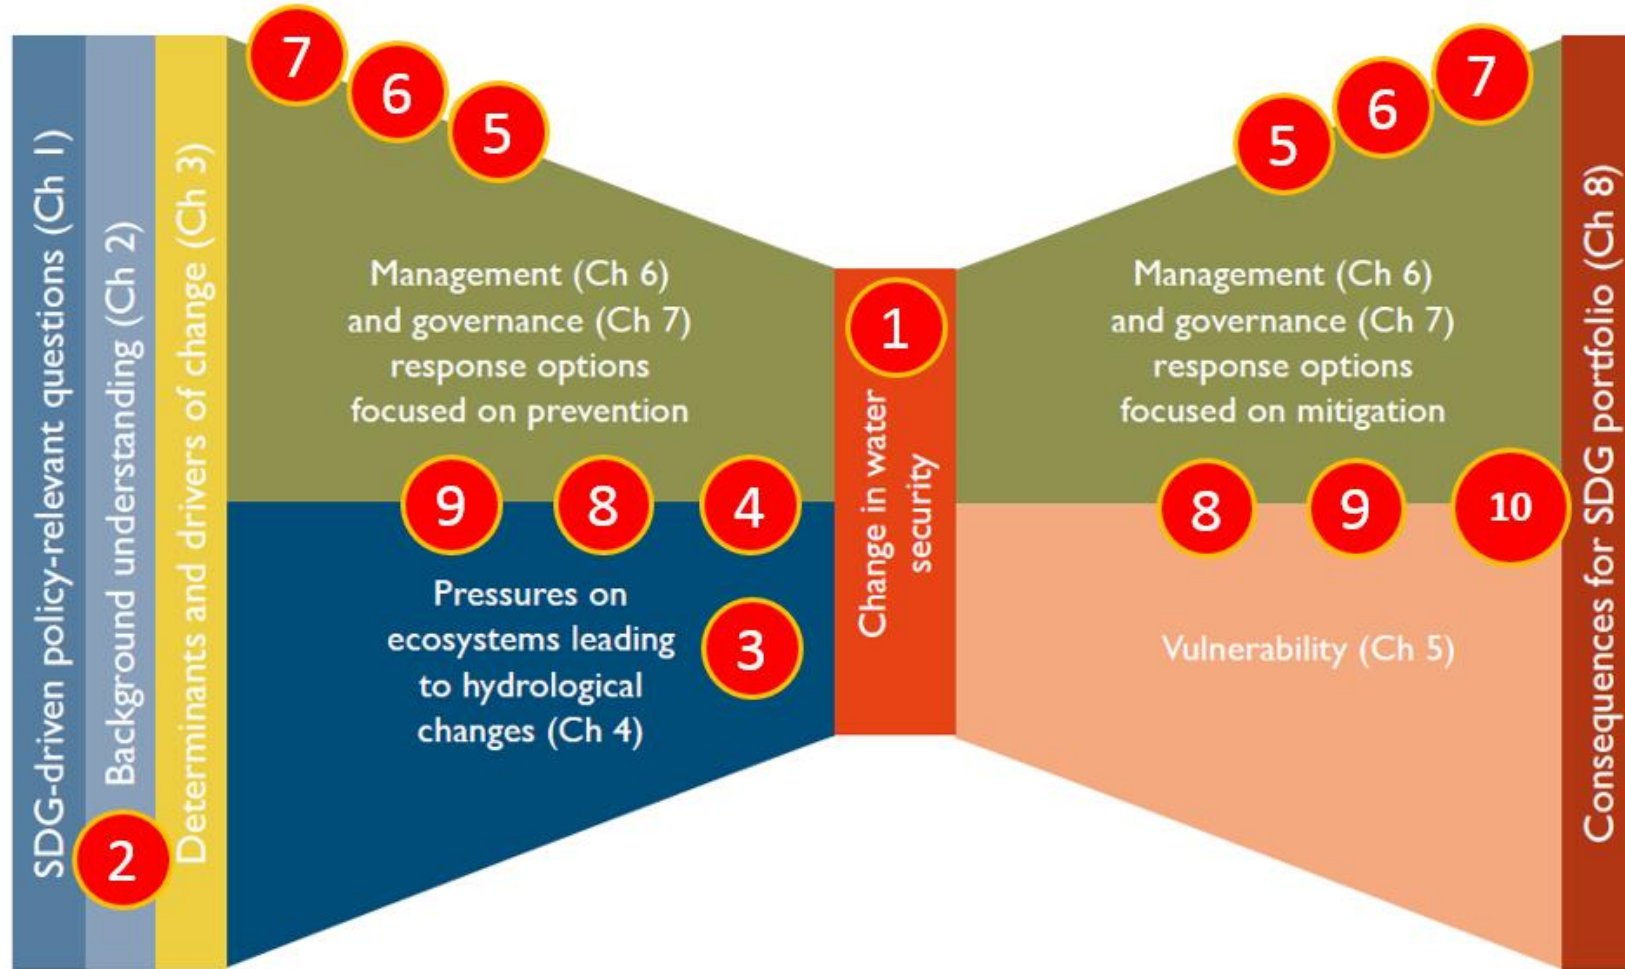 SDG-driven policy-relevant questions (Ch 1)
Background understanding (Ch 2)
Determinants and drivers of change (Ch 3)
7
6
5
Management (Ch 6)
and governance (Ch 7)
response options
focused on prevention
9
8
4
Pressures on
ecosystems leading
to hydrological
changes (Ch 4)
3
2
1
Change in water
security
5
6
7
Management (Ch 6)
and governance (Ch 7)
response options
focused on mitigation
8
9
10
Vulnerability (Ch 5)
Consequences for SDG portfolio (Ch 8)